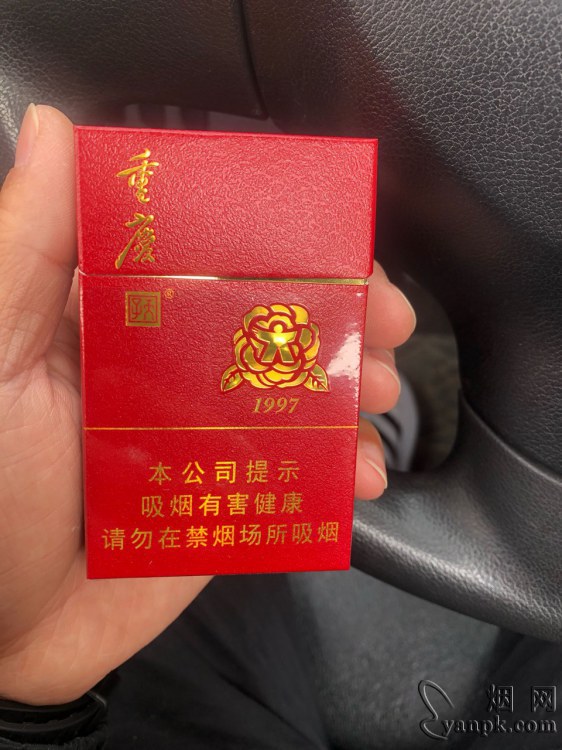 重庆
®
1997
本公司提示
吸烟有害健康
请勿在禁烟场所吸烟
烟网
yanpk.com